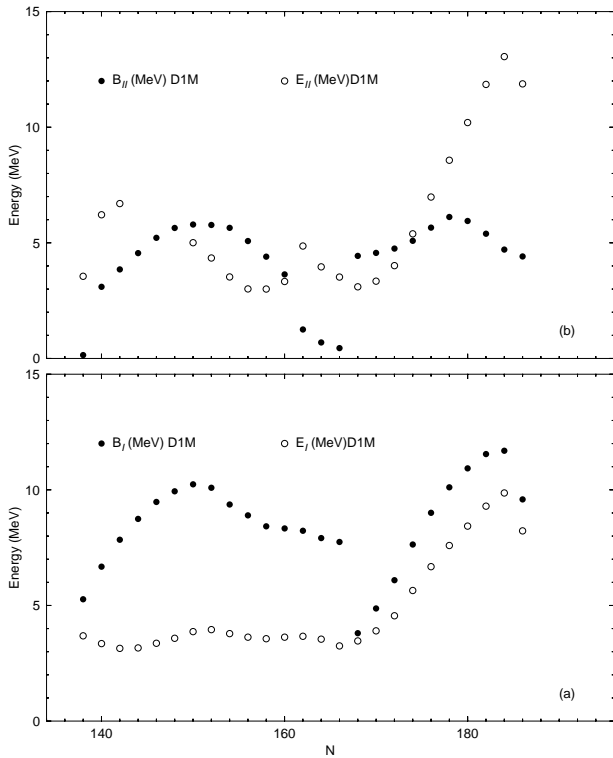 15
B_II (MeV) D1M E_II (MeV)D1M
10
Energy (MeV)
5
(b)
0
15
B_I (MeV) D1M E_I (MeV)D1M
10
Energy (MeV)
5
(a)
0
140 160 180
N